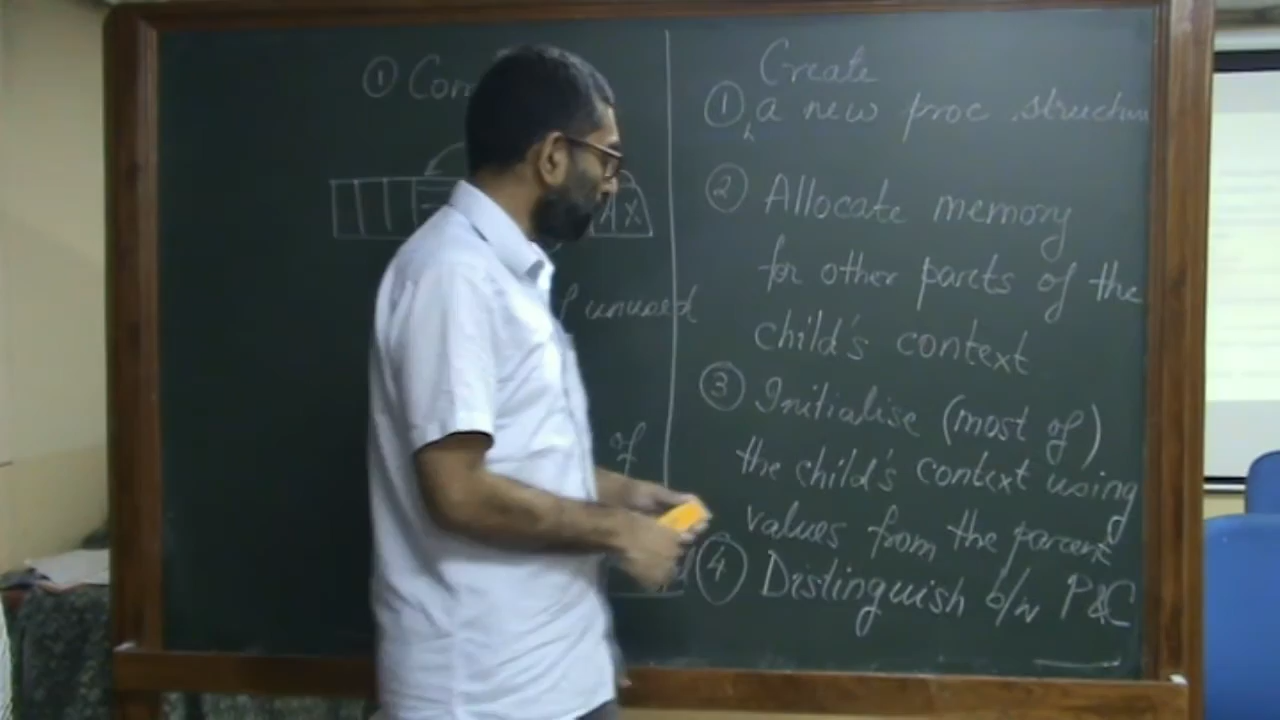 ①
X
unused
of
Create
① a new proc structure
② Allocate memory
for other parts of the
child's context
③ Initialise (most of)
the child's context using
values from the parent
④ Distinguish b/w P&C